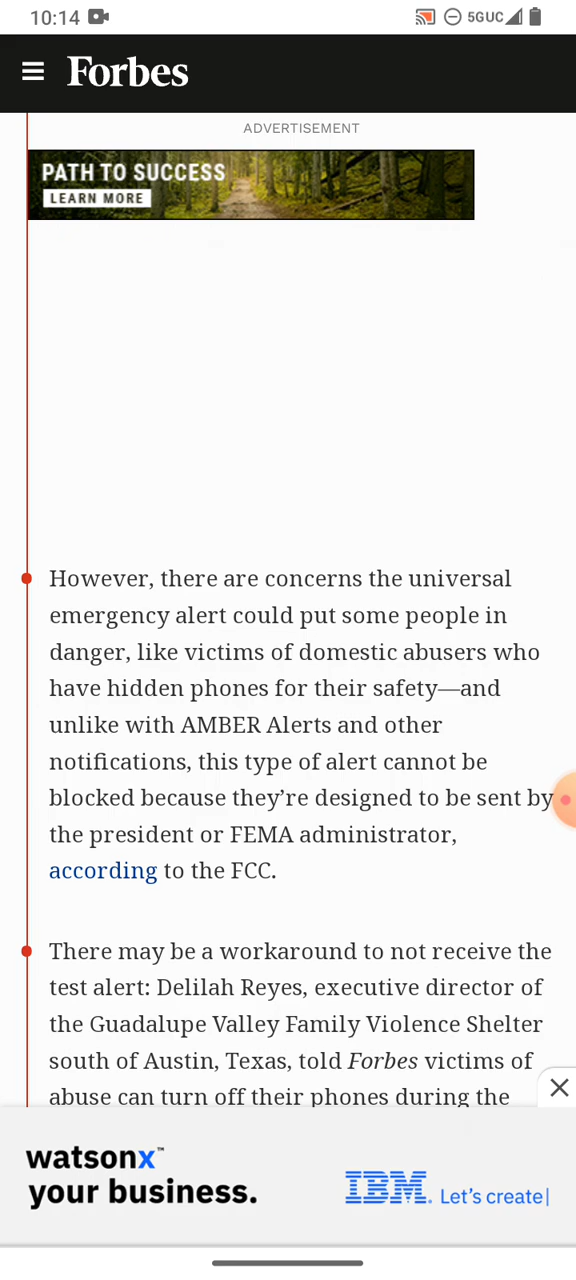 10:14
5GUC
Forbes
ADVERTISEMENT
PATH TO SUCCESS
LEARN MORE
However, there are concerns the universal
emergency alert could put some people in
danger, like victims of domestic abusers who
have hidden phones for their safety—and
unlike with AMBER Alerts and other
notifications, this type of alert cannot be
blocked because they’re designed to be sent by
the president or FEMA administrator,
according to the FCC.
There may be a workaround to not receive the
test alert: Delilah Reyes, executive director of
the Guadalupe Valley Family Violence Shelter
south of Austin, Texas, told Forbes victims of
abuse can turn off their phones during the
watsonx™
your business.
IBM. Let’s create|